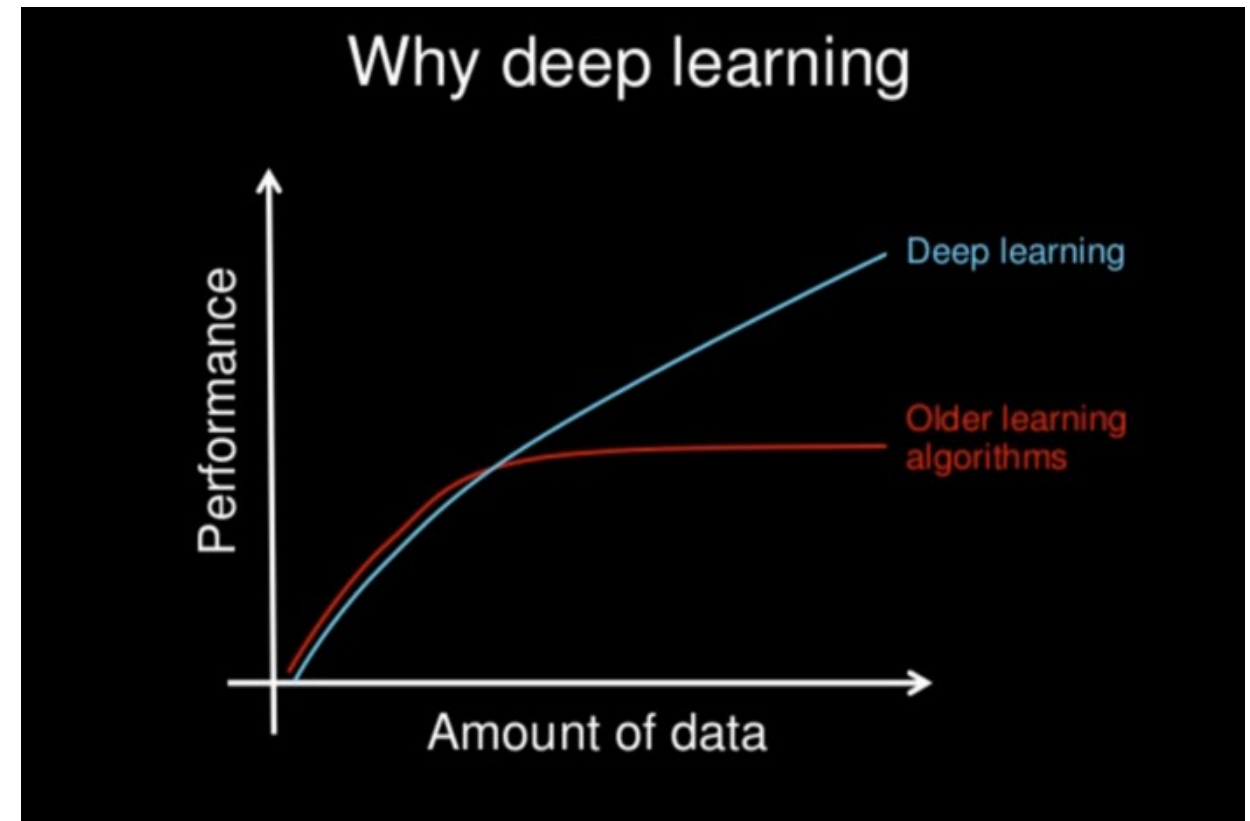 Why deep learning
Performance
Deep learning
Older learning
algorithms
Amount of data